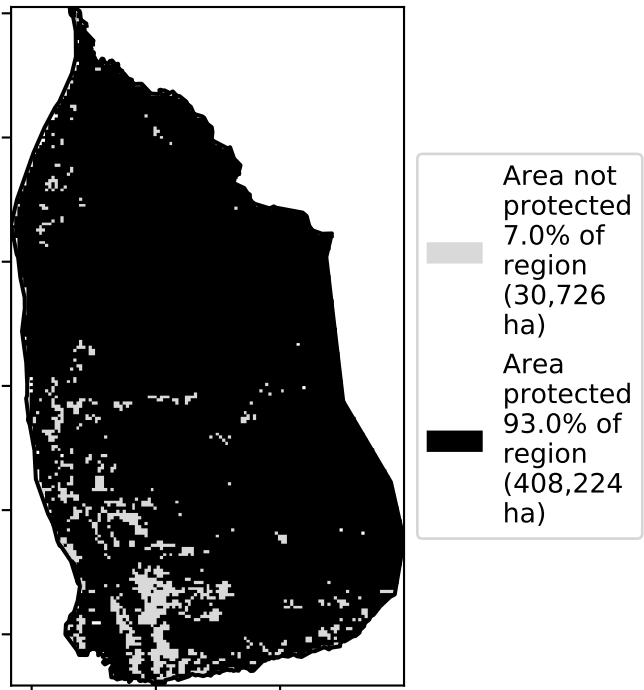 Area not
protected
7.0% of
region
(30,726
ha)
Area
protected
93.0% of
region
(408,224
ha)